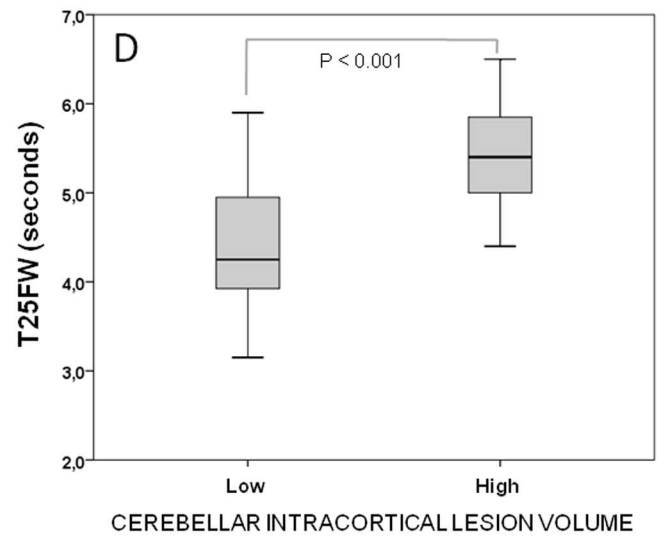 D
P < 0.001
7,0
6,0
5,0
4,0
3,0
2,0
T25FW (seconds)
Low High
CEREBELLAR INTRACORTICAL LESION VOLUME